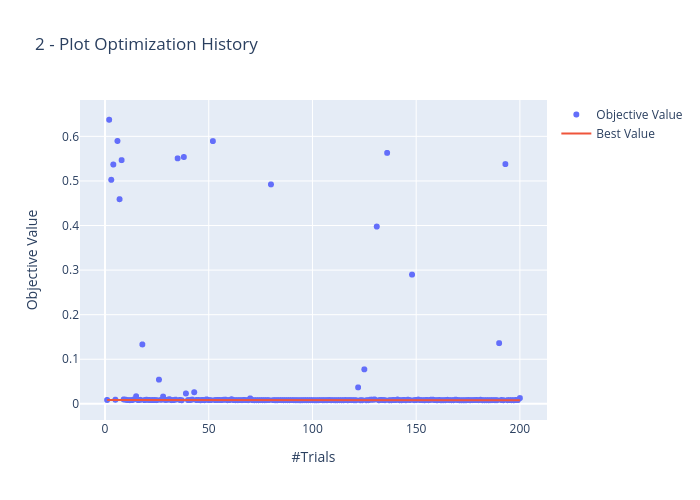 2 - Plot Optimization History
Objective Value
Best Value
0.6
0.5
0.4
0.3
0.2
0.1
0
Objective Value
0
50
100
150
200
#Trials